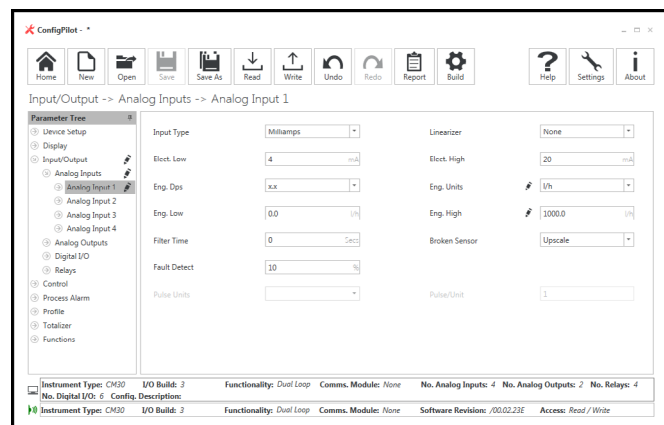 ConfigPilot - *
Home New Open Save Save As Read Write Undo Redo Report Build Help Settings About
Input/Output -> Analog Inputs -> Analog Input 1
Parameter Tree
Device Setup
Display
Input/Output
Analog Inputs
Analog Input 1
Analog Input 2
Analog Input 3
Analog Input 4
Analog Outputs
Digital I/O
Relays
Control
Process Alarm
Profile
Totalizer
Functions
Input Type Milliamps Linearizer None
Elect. Low 4 mA Elect. High 20 mA
Eng. Dps x.x Eng. Units l/h
Eng. Low 0.0 l/h Eng. High 1000.0 l/h
Filter Time 0 Secs Broken Sensor Upscale
Fault Detect 10 %
Pulse Units Pulse/Unit 1
Instrument Type: CM30 I/O Build: 3 Functionality: Dual Loop Comms. Module: None No. Analog Inputs: 4 No. Analog Outputs: 2 No. Relays: 4
No. Digital I/O: 6 Config. Description:
Instrument Type: CM30 I/O Build: 3 Functionality: Dual Loop Comms. Module: None Software Revision: /00.02.23E Access: Read / Write